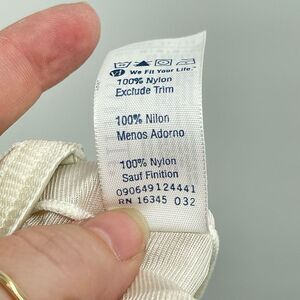 We Fit Your Life.
100% Nylon
Exclude Trim
100% Nilon
Menos Adorno
100% Nylon
Sauf Finition
090649124441
RN 16345 032